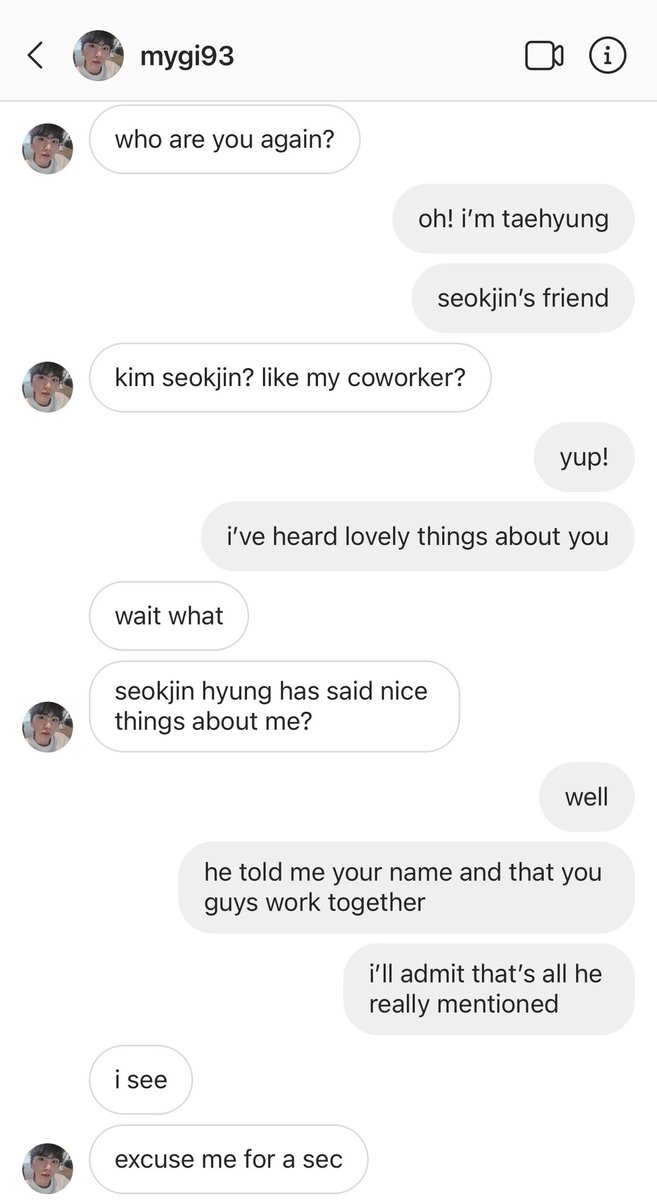 mygi93
who are you again?
oh! i’m taehyung
seokjin’s friend
kim seokjin? like my coworker?
yup!
i’ve heard lovely things about you
wait what
seokjin hyung has said nice
things about me?
well
he told me your name and that you
guys work together
i’ll admit that’s all he
really mentioned
i see
excuse me for a sec